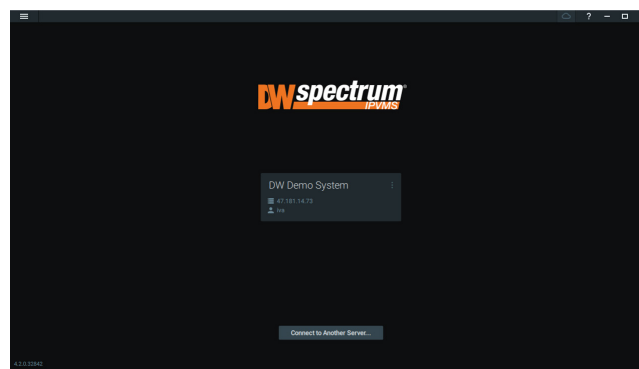 ?
DW spectrum®
IPVMS
DW Demo System
47.181.14.73
live
Connect to Another Server...
4.2.0.32842